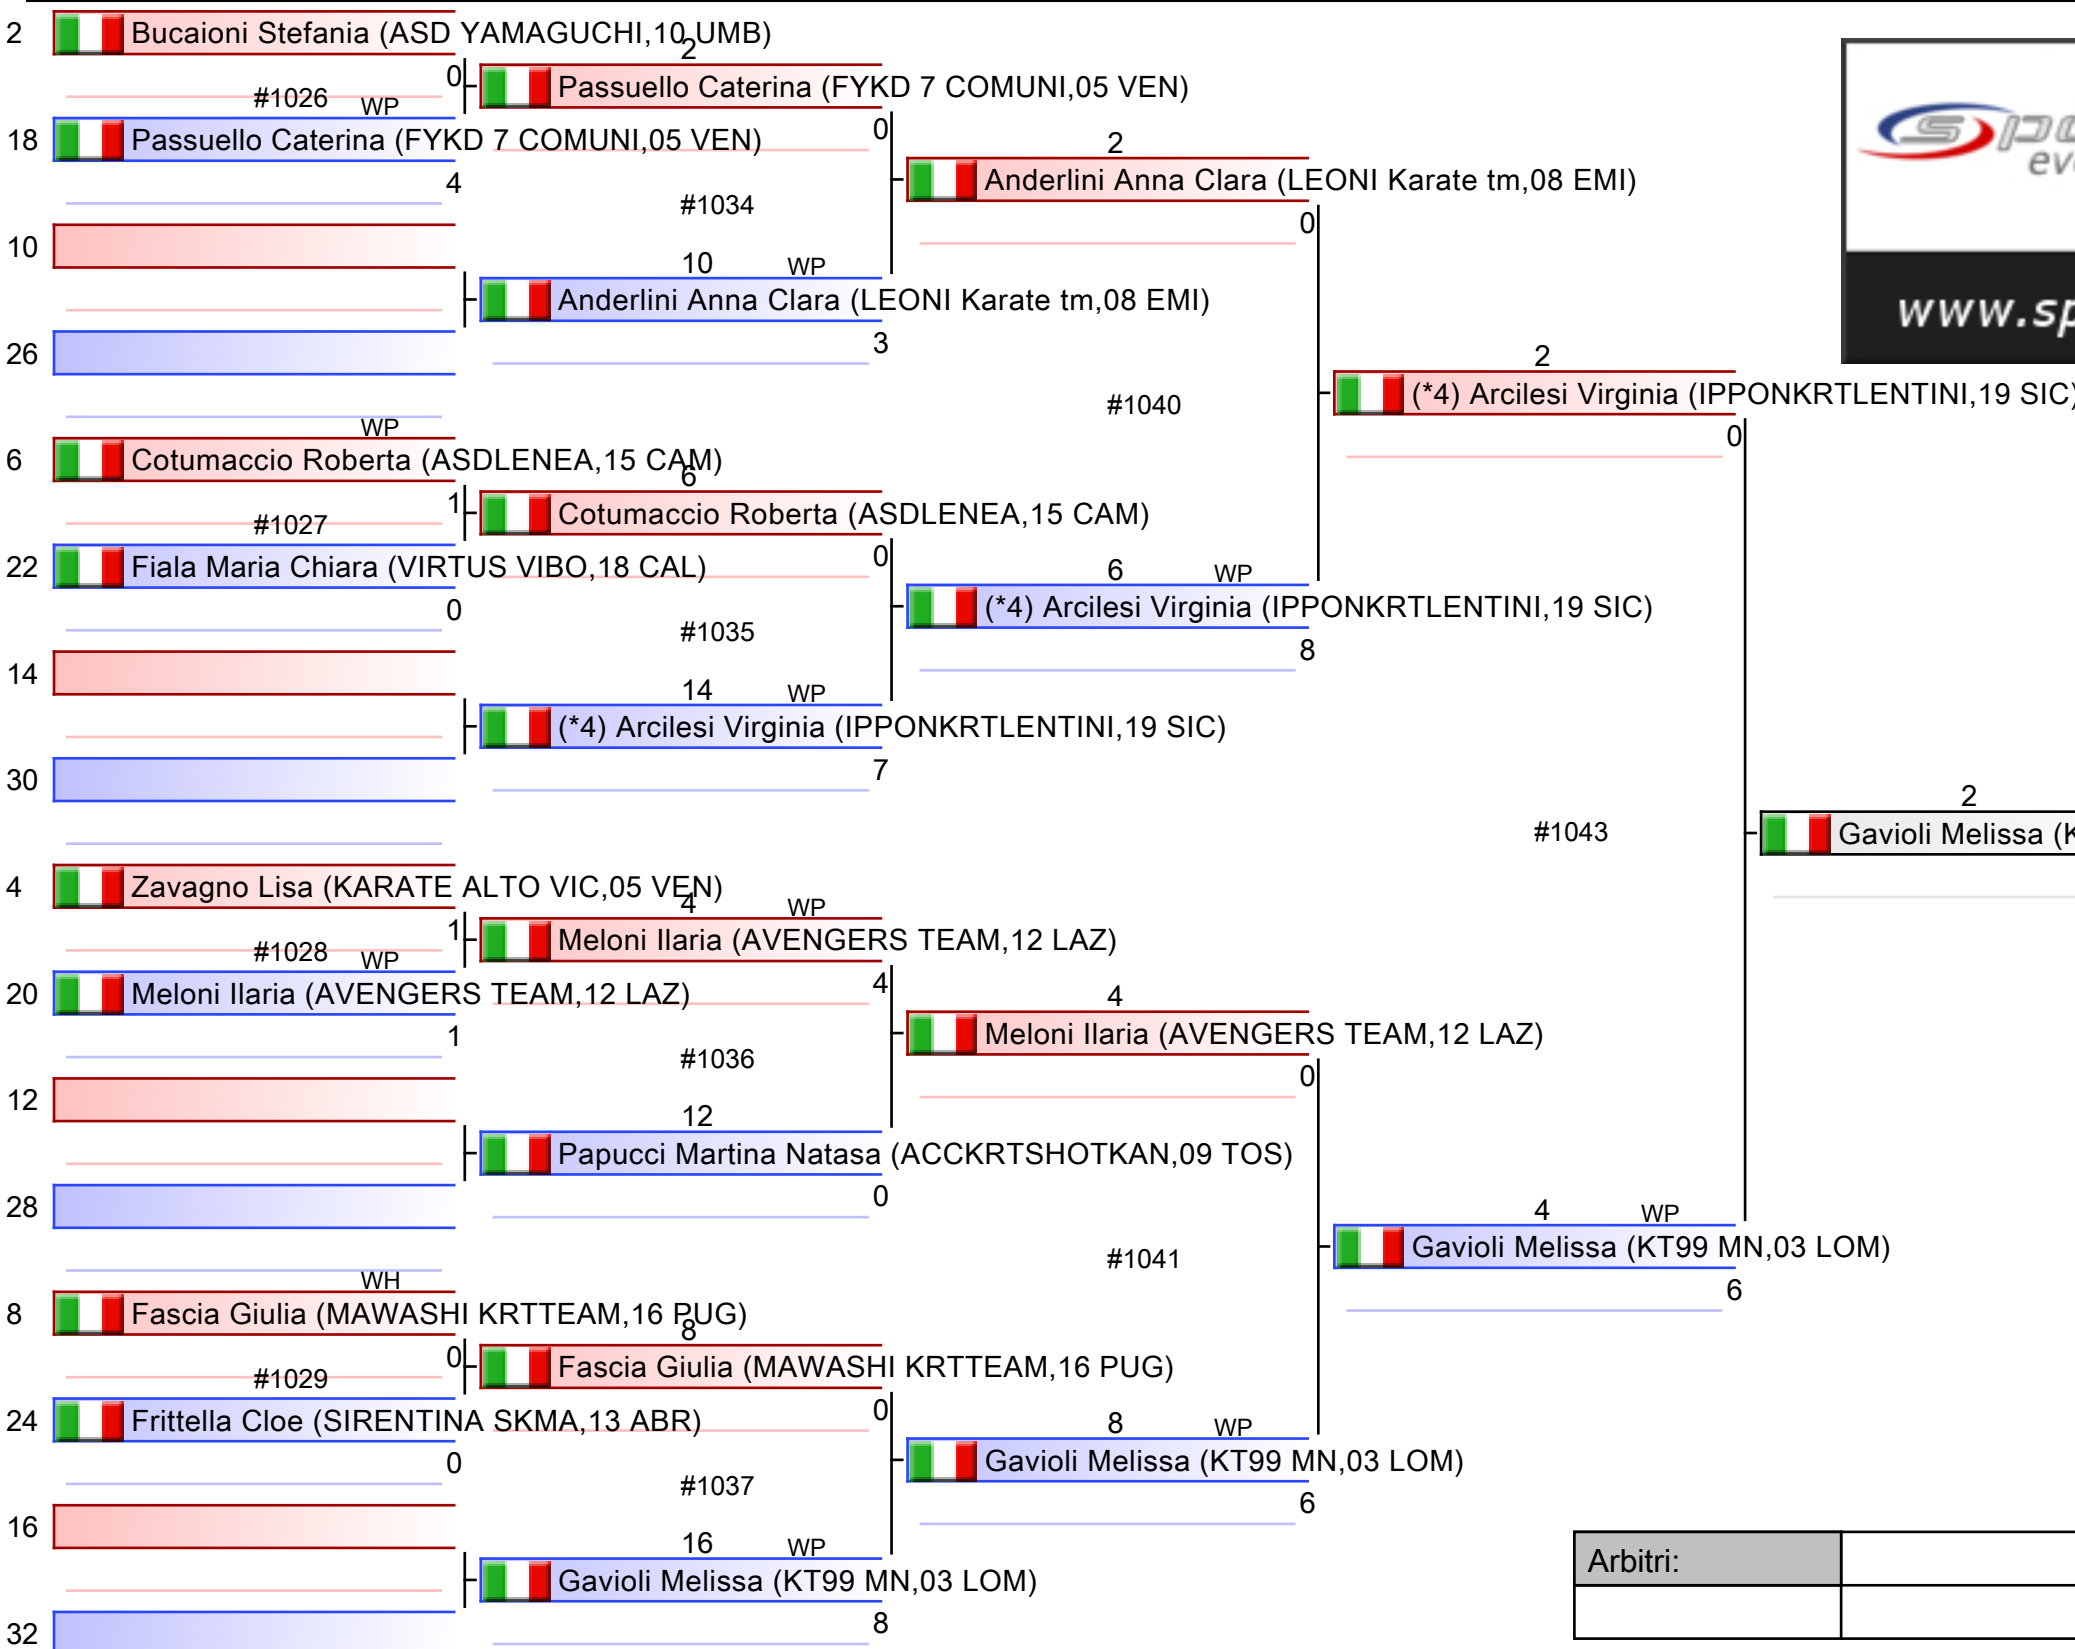 2 Bucaioni Stefania (ASD YAMAGUCHI,10 UMB)
2
0 Passuello Caterina (FYKD 7 COMUNI,05 VEN)
#1026 WP
18 Passuello Caterina (FYKD 7 COMUNI,05 VEN)
0
2
4
Anderlini Anna Clara (LEONI Karate tm,08 EMI)
#1034
0
10
10 WP
Anderlini Anna Clara (LEONI Karate tm,08 EMI)
3
26
2
(*4) Arcilesi Virginia (IPPONKRTLENTINI,19 SIC)
#1040
0
WP
6 Cotumaccio Roberta (ASDLENEA,15 CAM)
6
1 Cotumaccio Roberta (ASDLENEA,15 CAM)
#1027
22 Fiala Maria Chiara (VIRTUS VIBO,18 CAL)
0
6 WP
0
(*4) Arcilesi Virginia (IPPONKRTLENTINI,19 SIC)
#1035
8
14
14 WP
(*4) Arcilesi Virginia (IPPONKRTLENTINI,19 SIC)
7
30
2
#1043
Gavioli Melissa (K
4 Zavagno Lisa (KARATE ALTO VIC,05 VEN)
4 WP
1 Meloni Ilaria (AVENGERS TEAM,12 LAZ)
#1028 WP
20 Meloni Ilaria (AVENGERS TEAM,12 LAZ)
4
4
1
Meloni Ilaria (AVENGERS TEAM,12 LAZ)
#1036
0
12
12
Papucci Martina Natasa (ACCKRTSHOTKAN,09 TOS)
0
28
4 WP
Gavioli Melissa (KT99 MN,03 LOM)
#1041
6
WH
8 Fascia Giulia (MAWASHI KRTTEAM,16 PUG)
8
0 Fascia Giulia (MAWASHI KRTTEAM,16 PUG)
#1029
24 Frittella Cloe (SIRENTINA SKMA,13 ABR)
0
8 WP
0
Gavioli Melissa (KT99 MN,03 LOM)
#1037
6
16
16 WP
Gavioli Melissa (KT99 MN,03 LOM)
8
32
Arbitri:
www.sp